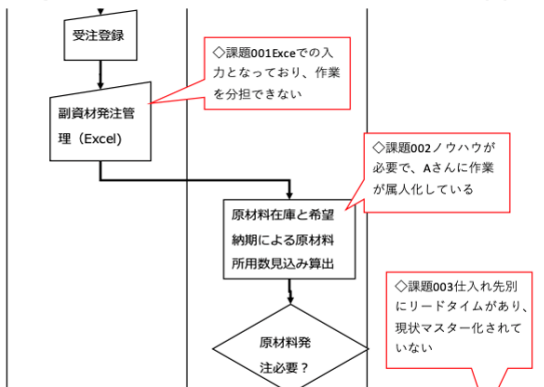 受注登録
◇課題001Exceでの入
力となっており、作業
を分担できない
副資材発注管
理（Excel)
◇課題002ノウハウが
必要で、Aさんに作業
が属人化している
原材料在庫と希望
納期による原材料
所用数見込み算出
◇課題003仕入れ先別
にリードタイムがあり、
現状マスター化されて
いない
原材料発
注必要？